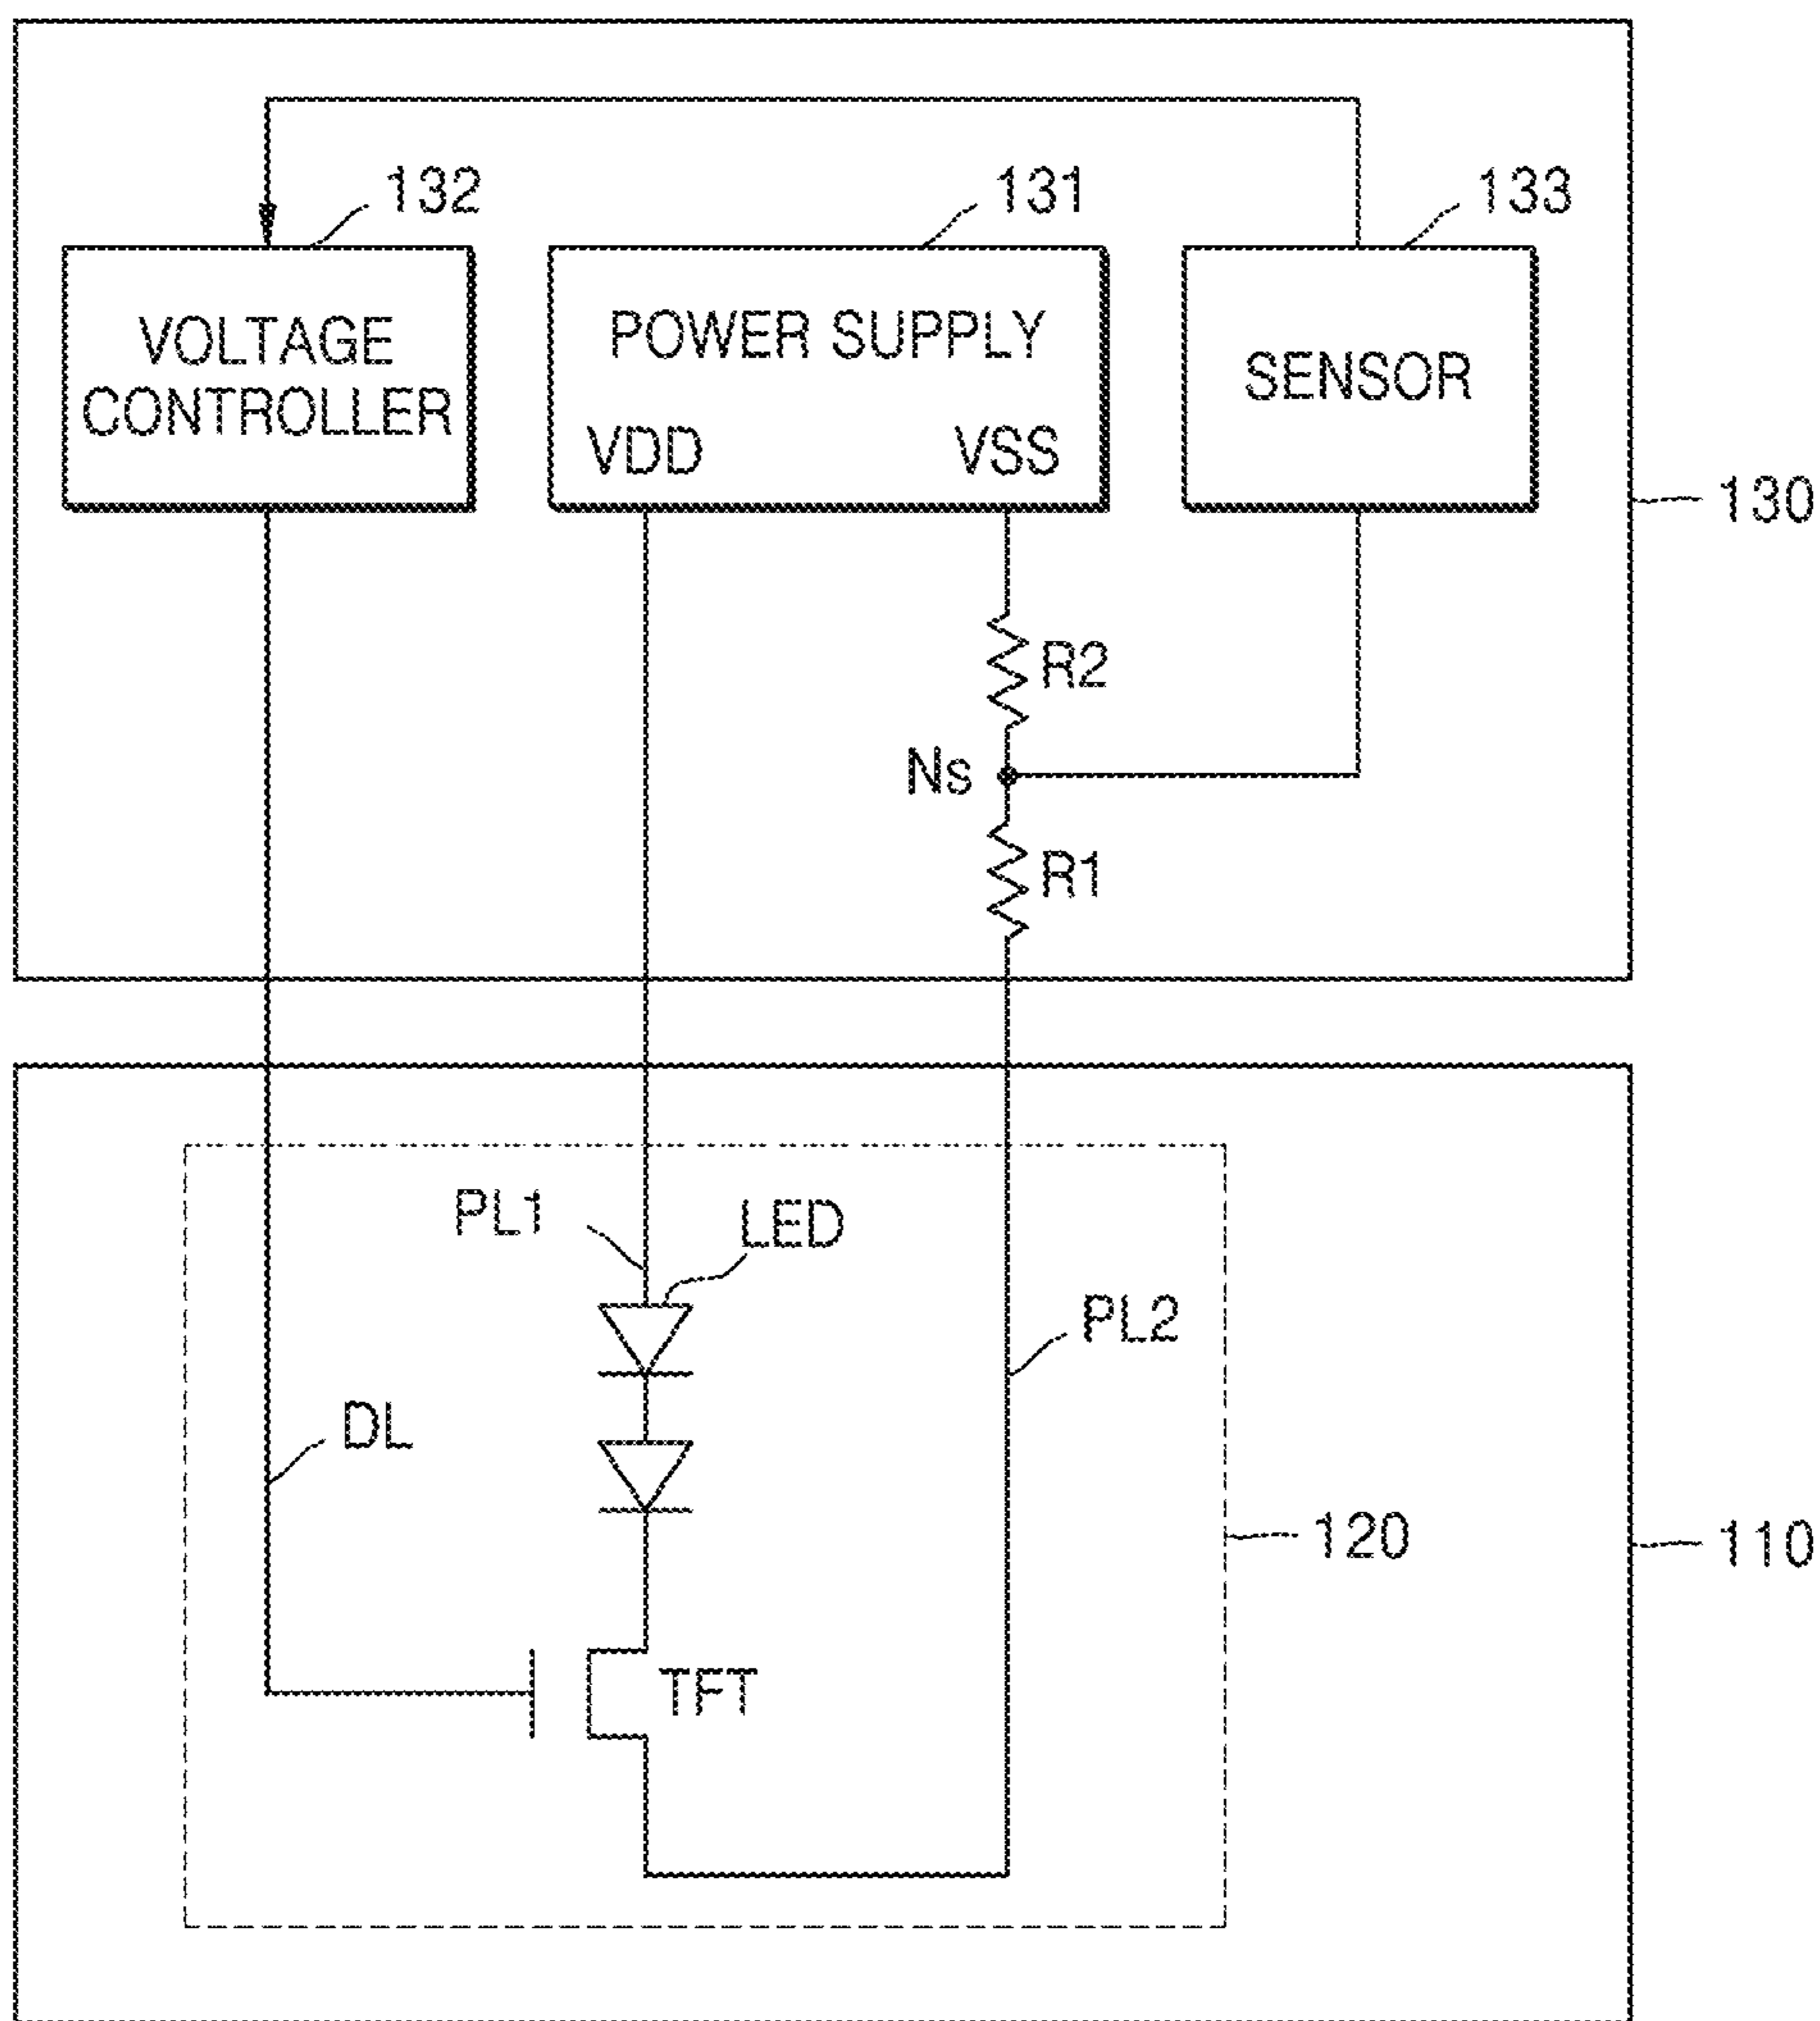 132
131
133
VOLTAGE
CONTROLLER
POWER SUPPLY
VDD
VSS
SENSOR
130
R2
Ns
R1
PL1
LED
PL2
DL
120
110
TFT